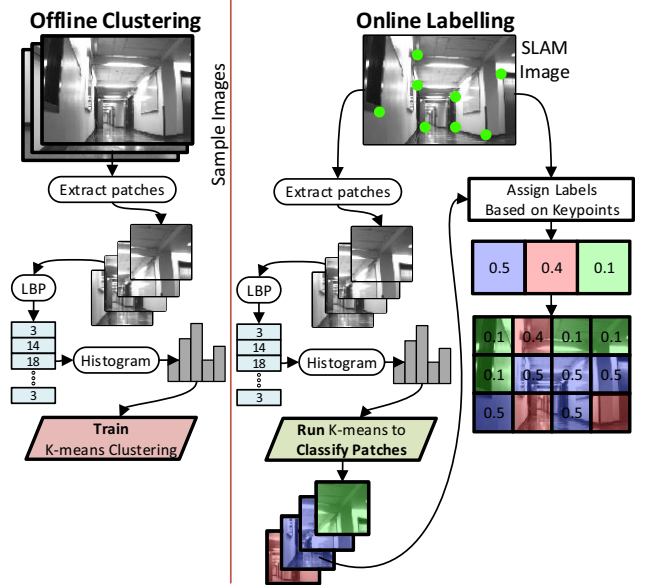 Offline Clustering
Sample Images
Extract patches
LBP
3
14
18
3
Histogram
Train
K-means Clustering
Online Labelling
SLAM
Image
Extract patches
LBP
3
14
18
3
Histogram
Run K-means to
Classify Patches
Assign Labels
Based on Keypoints
0.5 0.4 0.1
0.1 0.4 0.1 0.1
0.1 0.5 0.5 0.5
0.5 0.5